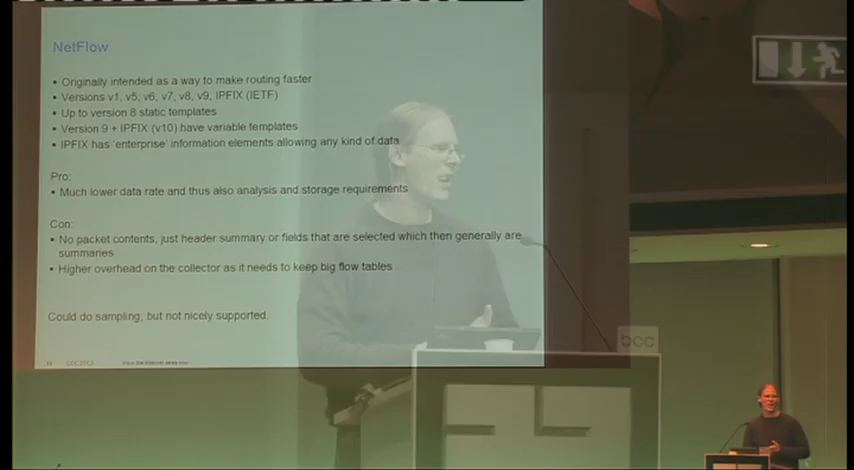 NetFlow
▪ Originally intended as a way to make routing faster
▪ Versions v1, v5, v6, v7, v8, v9, IPFIX (IETF)
▪ Up to version 8 static templates
▪ Version 9 + IPFIX (v10) have variable templates
▪ IPFIX has 'enterprise' information elements allowing any kind of data
Pro:
▪ Much lower data rate and thus also analysis and storage requirements
Con:
▪ No packet contents, just header summary or fields that are selected which then generally are
summaries
▪ Higher overhead on the collector as it needs to keep big flow tables
Could do sampling, but not nicely supported.
bcc